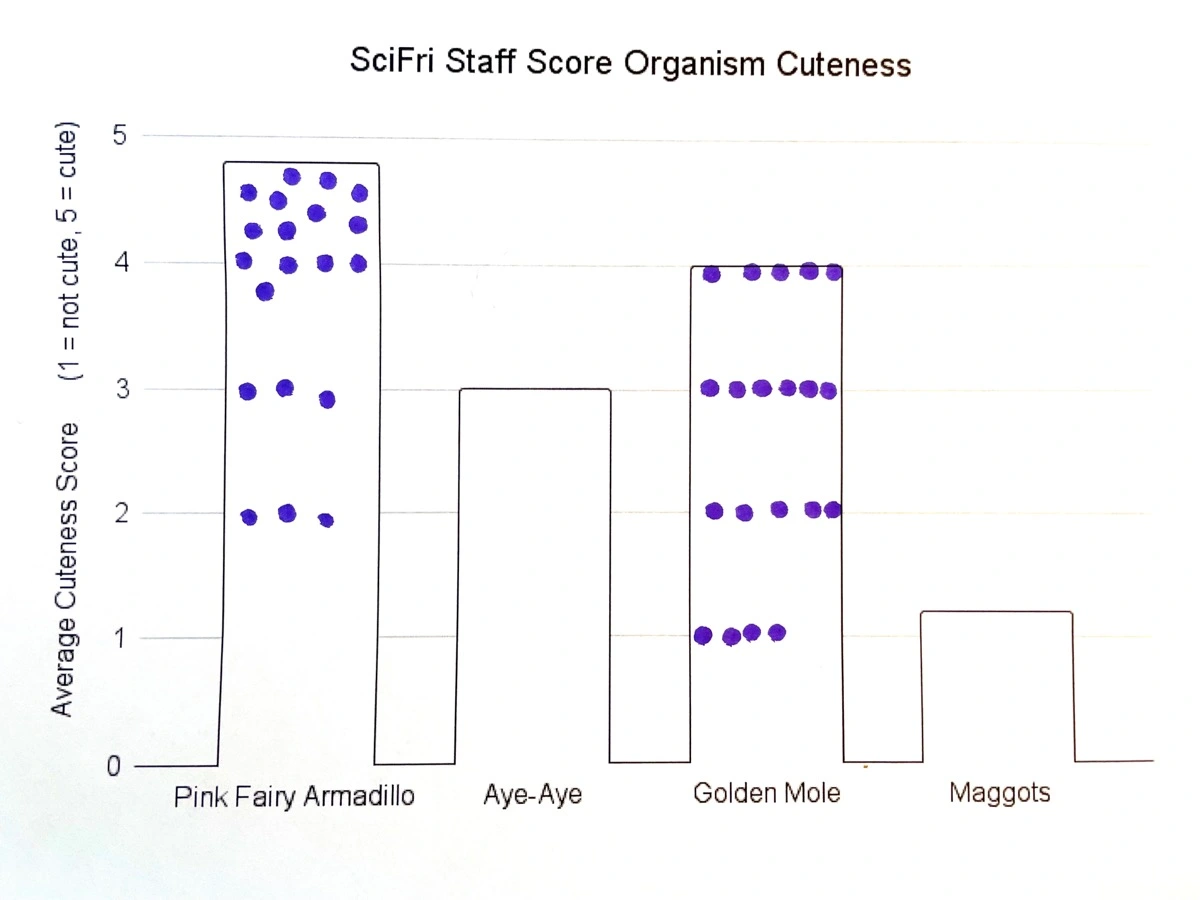 SciFri Staff Score Organism Cuteness
Average Cuteness Score (1 = not cute, 5 = cute)
5
4
3
2
1
0
Pink Fairy Armadillo
Aye-Aye
Golden Mole
Maggots